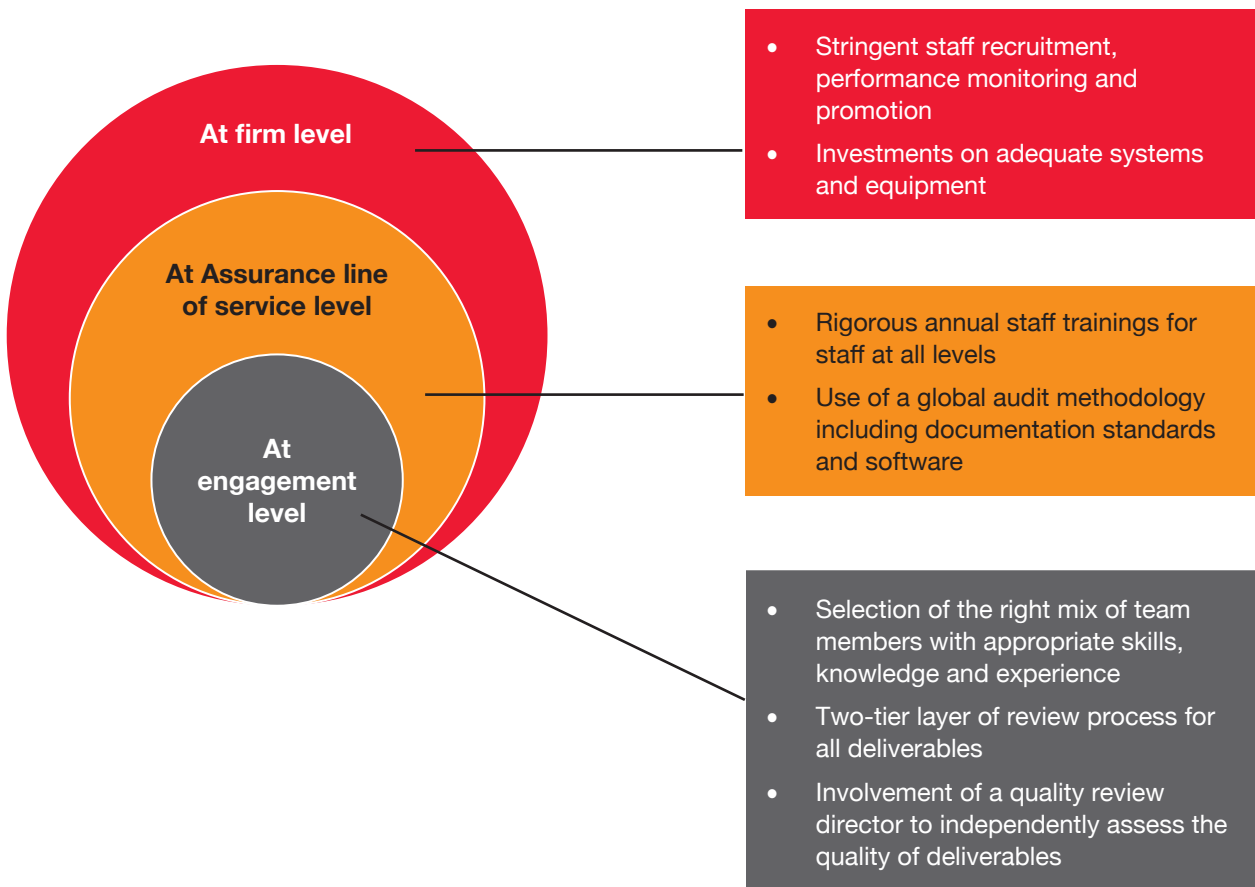 At firm level
At Assurance line
of service level
At
engagement
level
• Stringent staff recruitment,
performance monitoring and
promotion
• Investments on adequate systems
and equipment
• Rigorous annual staff trainings for
staff at all levels
• Use of a global audit methodology
including documentation standards
and software
• Selection of the right mix of team
members with appropriate skills,
knowledge and experience
• Two-tier layer of review process for
all deliverables
• Involvement of a quality review
director to independently assess the
quality of deliverables